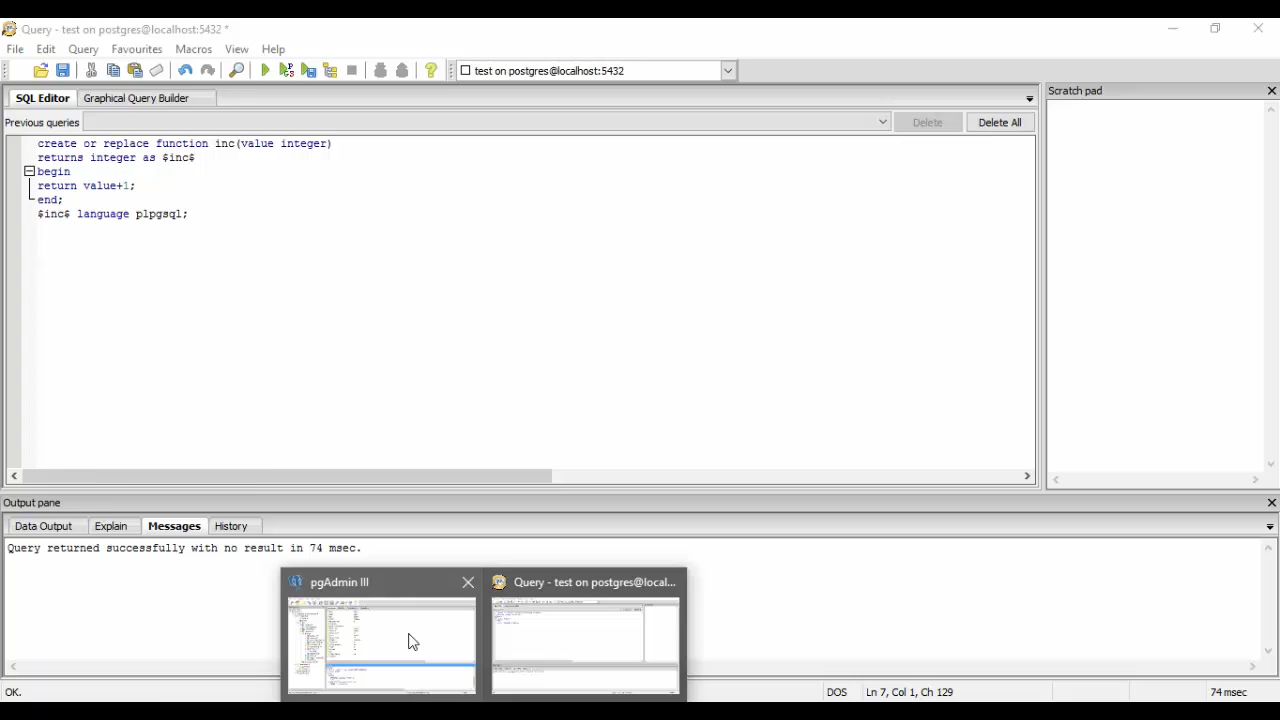 Query - test on postgres@localhost:5432 *
File Edit Query Favourites Macros View Help
test on postgres@localhost:5432
SQL Editor Graphical Query Builder
Scratch pad
Previous queries Delete Delete All
create or replace function inc(value integer)
returns integer as $inc$
begin
return value+1;
end;
$inc$ language plpgsql;
Output pane
Data Output Explain Messages History
Query returned successfully with no result in 74 msec.
pgAdmin III Query - test on postgres@local...
OK. DOS Ln 7, Col 1, Ch 129 74 msec